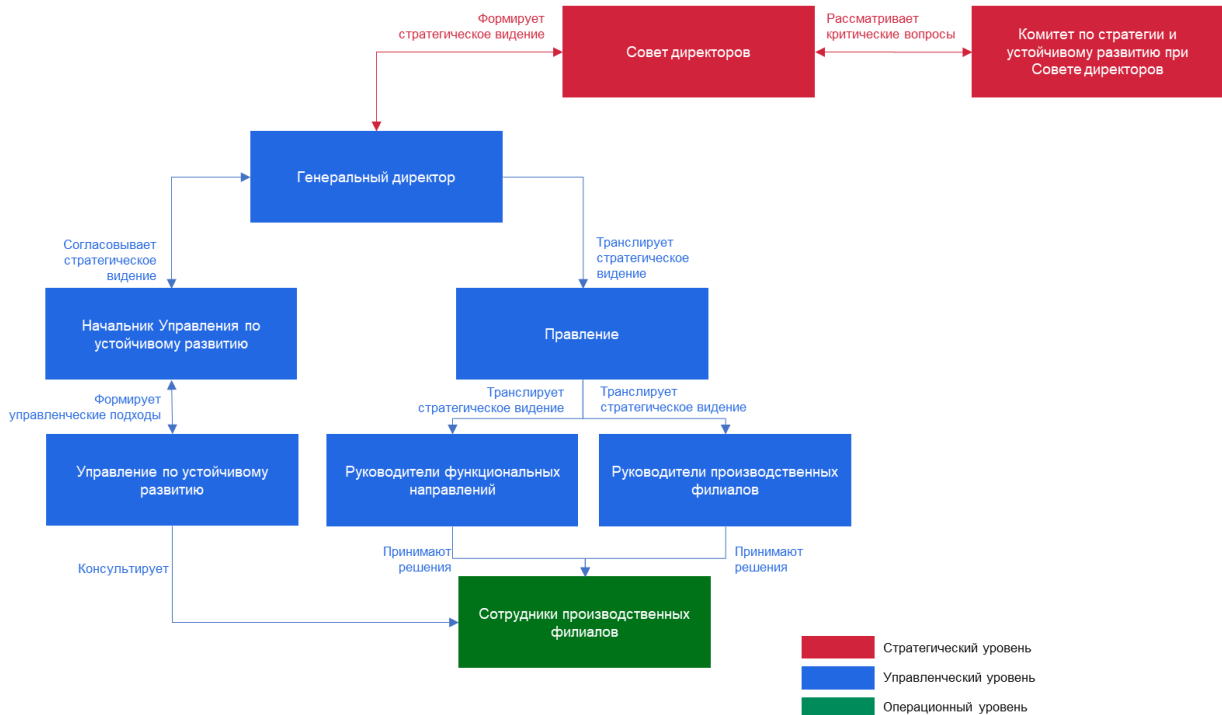 Формирует
стратегическое видение
Совет директоров
Рассматривает
критические вопросы
Комитет по стратегии и
устойчивому развитию при
Совете директоров
Генеральный директор
Согласовывает
стратегическое
видение
Транслирует
стратегическое
видение
Начальник Управления по
устойчивому развитию
Правление
Формирует
управленческие подходы
Транслирует
стратегическое видение
Транслирует
стратегическое видение
Управление по устойчивому
развитию
Руководители функциональных
направлений
Руководители производственных
филиалов
Консультирует
Принимают
решения
Принимают
решения
Сотрудники производственных
филиалов
Стратегический уровень
Управленческий уровень
Операционный уровень